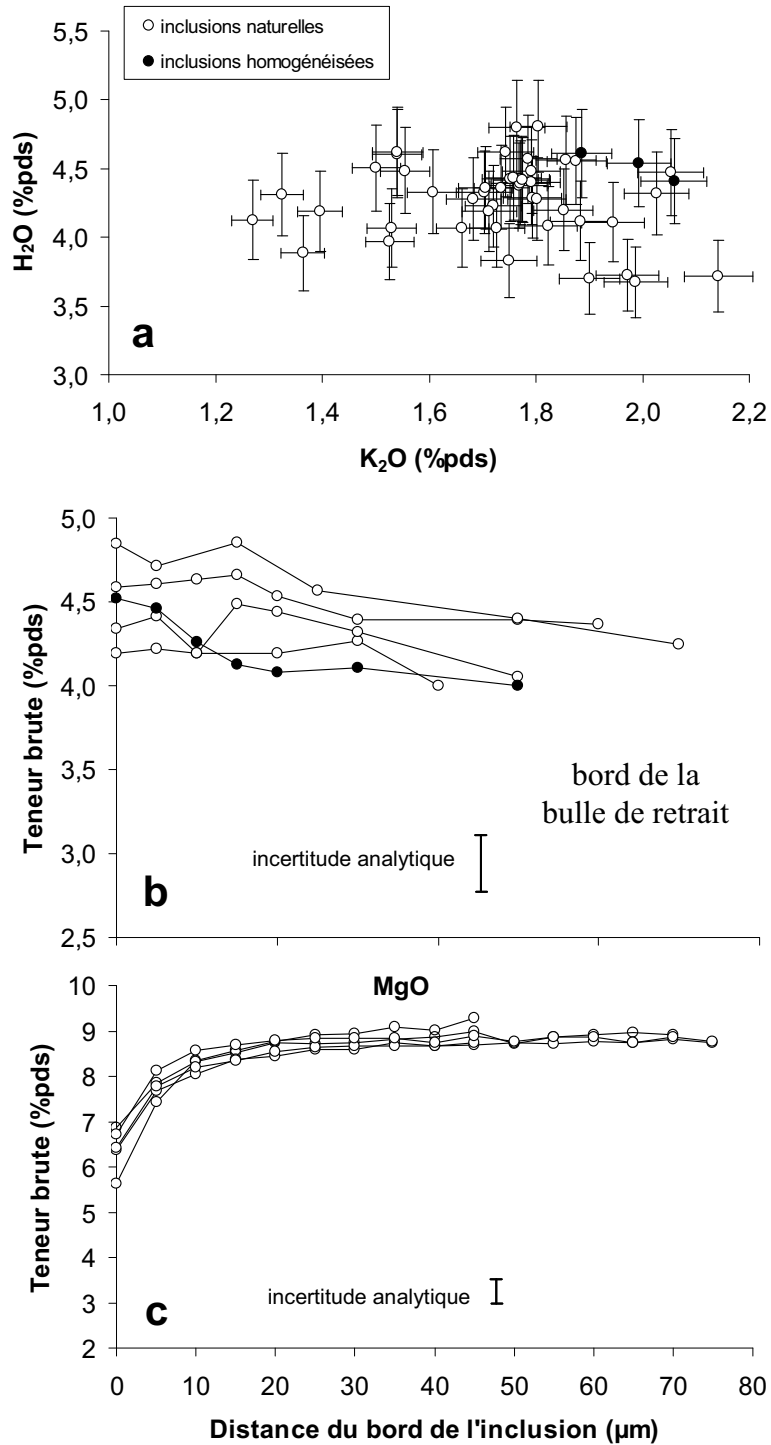 5,5
5,0
4,5
4,0
3,5
3,0
H₂O (%pds)
inclusions naturelles
inclusions homogénéisées
a
1,0 1,2 1,4 1,6 1,8 2,0 2,2
K₂O (%pds)
5,0
4,5
4,0
3,5
3,0
2,5
Teneur brute (%pds)
bord de la
bulle de retrait
incertitude analytique
b
MgO
10
9
8
7
6
5
4
3
2
Teneur brute (%pds)
incertitude analytique
c
0 10 20 30 40 50 60 70 80
Distance du bord de l'inclusion (µm)